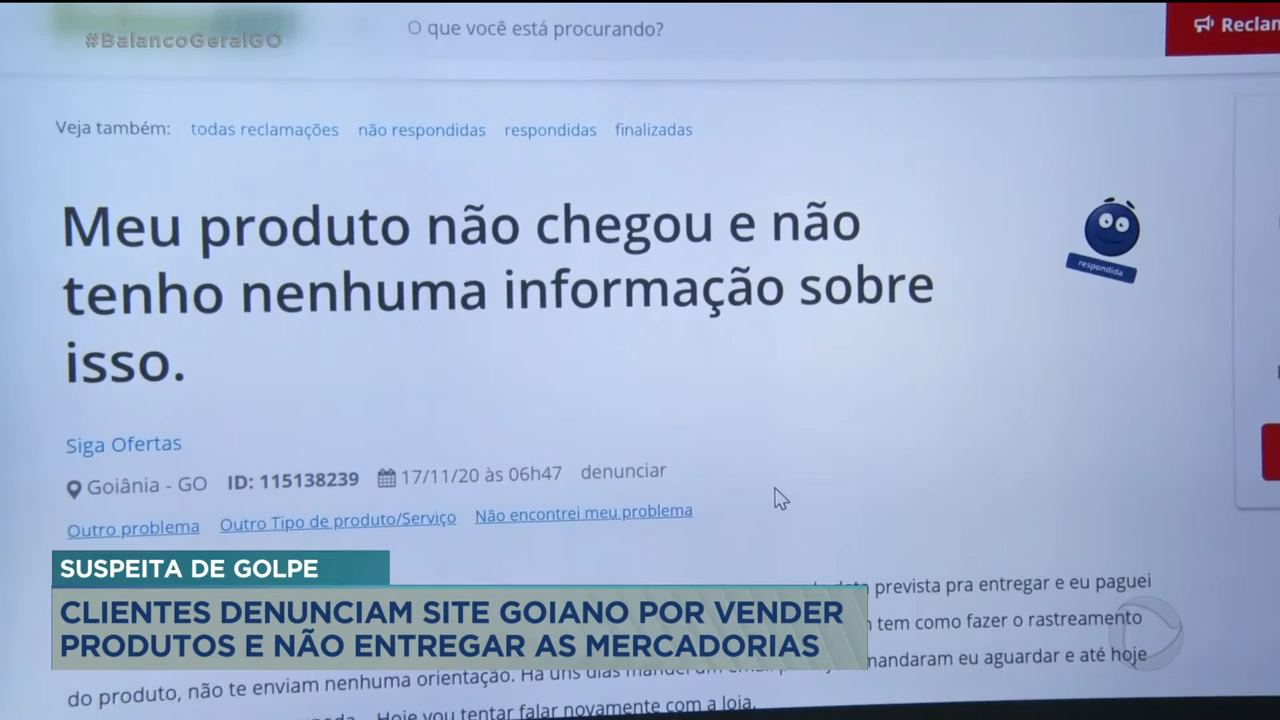 #BalancoGeralGO
O que você está procurando?
Reclam
Veja também: todas reclamações não respondidas respondidas finalizadas
Meu produto não chegou e não
tenho nenhuma informação sobre
isso.
respondida
Siga Ofertas
Goiânia - GO ID: 115138239 17/11/20 às 06h47 denunciar
Outro problema Outro Tipo de produto/Serviço Não encontrei meu problema
SUSPEITA DE GOLPE
CLIENTES DENUNCIAM SITE GOIANO POR VENDER
PRODUTOS E NÃO ENTREGAR AS MERCADORIAS
prevista pra entregar e eu paguei
tem como fazer o rastreamento
mandaram eu aguardar e até hoje
do produto, não te enviam nenhuma orientação. Há uns dias mandei um email
Hoje vou tentar falar novamente com a loja.